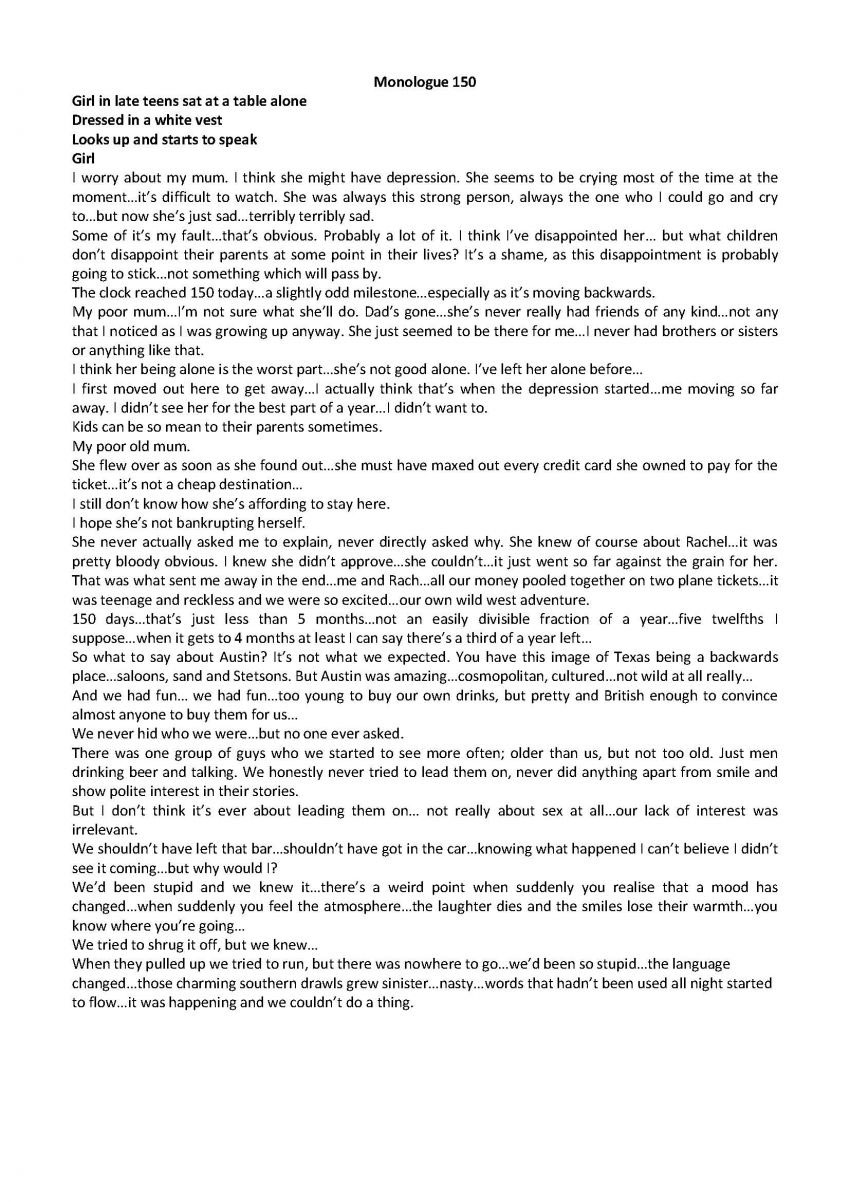 Monologue 150
Girl in late teens sat at a table alone
Dressed in a white vest
Looks up and starts to speak
Girl
I worry about my mum. I think she might have depression. She seems to be crying most of the time at the
moment…it’s difficult to watch. She was always this strong person, always the one who I could go and cry
to…but now she’s just sad…terribly terribly sad.
Some of it’s my fault…that’s obvious. Probably a lot of it. I think I’ve disappointed her… but what children
don’t disappoint their parents at some point in their lives? It’s a shame, as this disappointment is probably
going to stick…not something which will pass by.
The clock reached 150 today…a slightly odd milestone…especially as it’s moving backwards.
My poor mum…I’m not sure what she’ll do. Dad’s gone…she’s never really had friends of any kind…not any
that I noticed as I was growing up anyway. She just seemed to be there for me…I never had brothers or sisters
or anything like that.
I think her being alone is the worst part…she’s not good alone. I’ve left her alone before…
I first moved out here to get away…I actually think that’s when the depression started…me moving so far
away. I didn’t see her for the best part of a year…I didn’t want to.
Kids can be so mean to their parents sometimes.
My poor old mum.
She flew over as soon as she found out…she must have maxed out every credit card she owned to pay for the
ticket…it’s not a cheap destination…
I still don’t know how she’s affording to stay here.
I hope she’s not bankrupting herself.
She never actually asked me to explain, never directly asked why. She knew of course about Rachel…it was
pretty bloody obvious. I knew she didn’t approve…she couldn’t…it just went so far against the grain for her.
That was what sent me away in the end…me and Rach…all our money pooled together on two plane tickets…it
was teenage and reckless and we were so excited…our own wild west adventure.
150 days…that’s just less than 5 months…not an easily divisible fraction of a year…five twelfths I
suppose…when it gets to 4 months at least I can say there’s a third of a year left…
So what to say about Austin? It’s not what we expected. You have this image of Texas being a backwards
place…saloons, sand and Stetsons. But Austin was amazing…cosmopolitan, cultured…not wild at all really…
And we had fun… we had fun…too young to buy our own drinks, but pretty and British enough to convince
almost anyone to buy them for us…
We never hid who we were…but no one ever asked.
There was one group of guys who we started to see more often; older than us, but not too old. Just men
drinking beer and talking. We honestly never tried to lead them on, never did anything apart from smile and
show polite interest in their stories.
But I don’t think it’s ever about leading them on… not really about sex at all…our lack of interest was
irrelevant.
We shouldn’t have left that bar…shouldn’t have got in the car…knowing what happened I can’t believe I didn’t
see it coming…but why would I?
We’d been stupid and we knew it…there’s a weird point when suddenly you realise that a mood has
changed…when suddenly you feel the atmosphere…the laughter dies and the smiles lose their warmth…you
know where you’re going…
We tried to shrug it off, but we knew…
When they pulled up we tried to run, but there was nowhere to go…we’d been so stupid…the language
changed…those charming southern drawls grew sinister…nasty…words that hadn’t been used all night started
to flow…it was happening and we couldn’t do a thing.